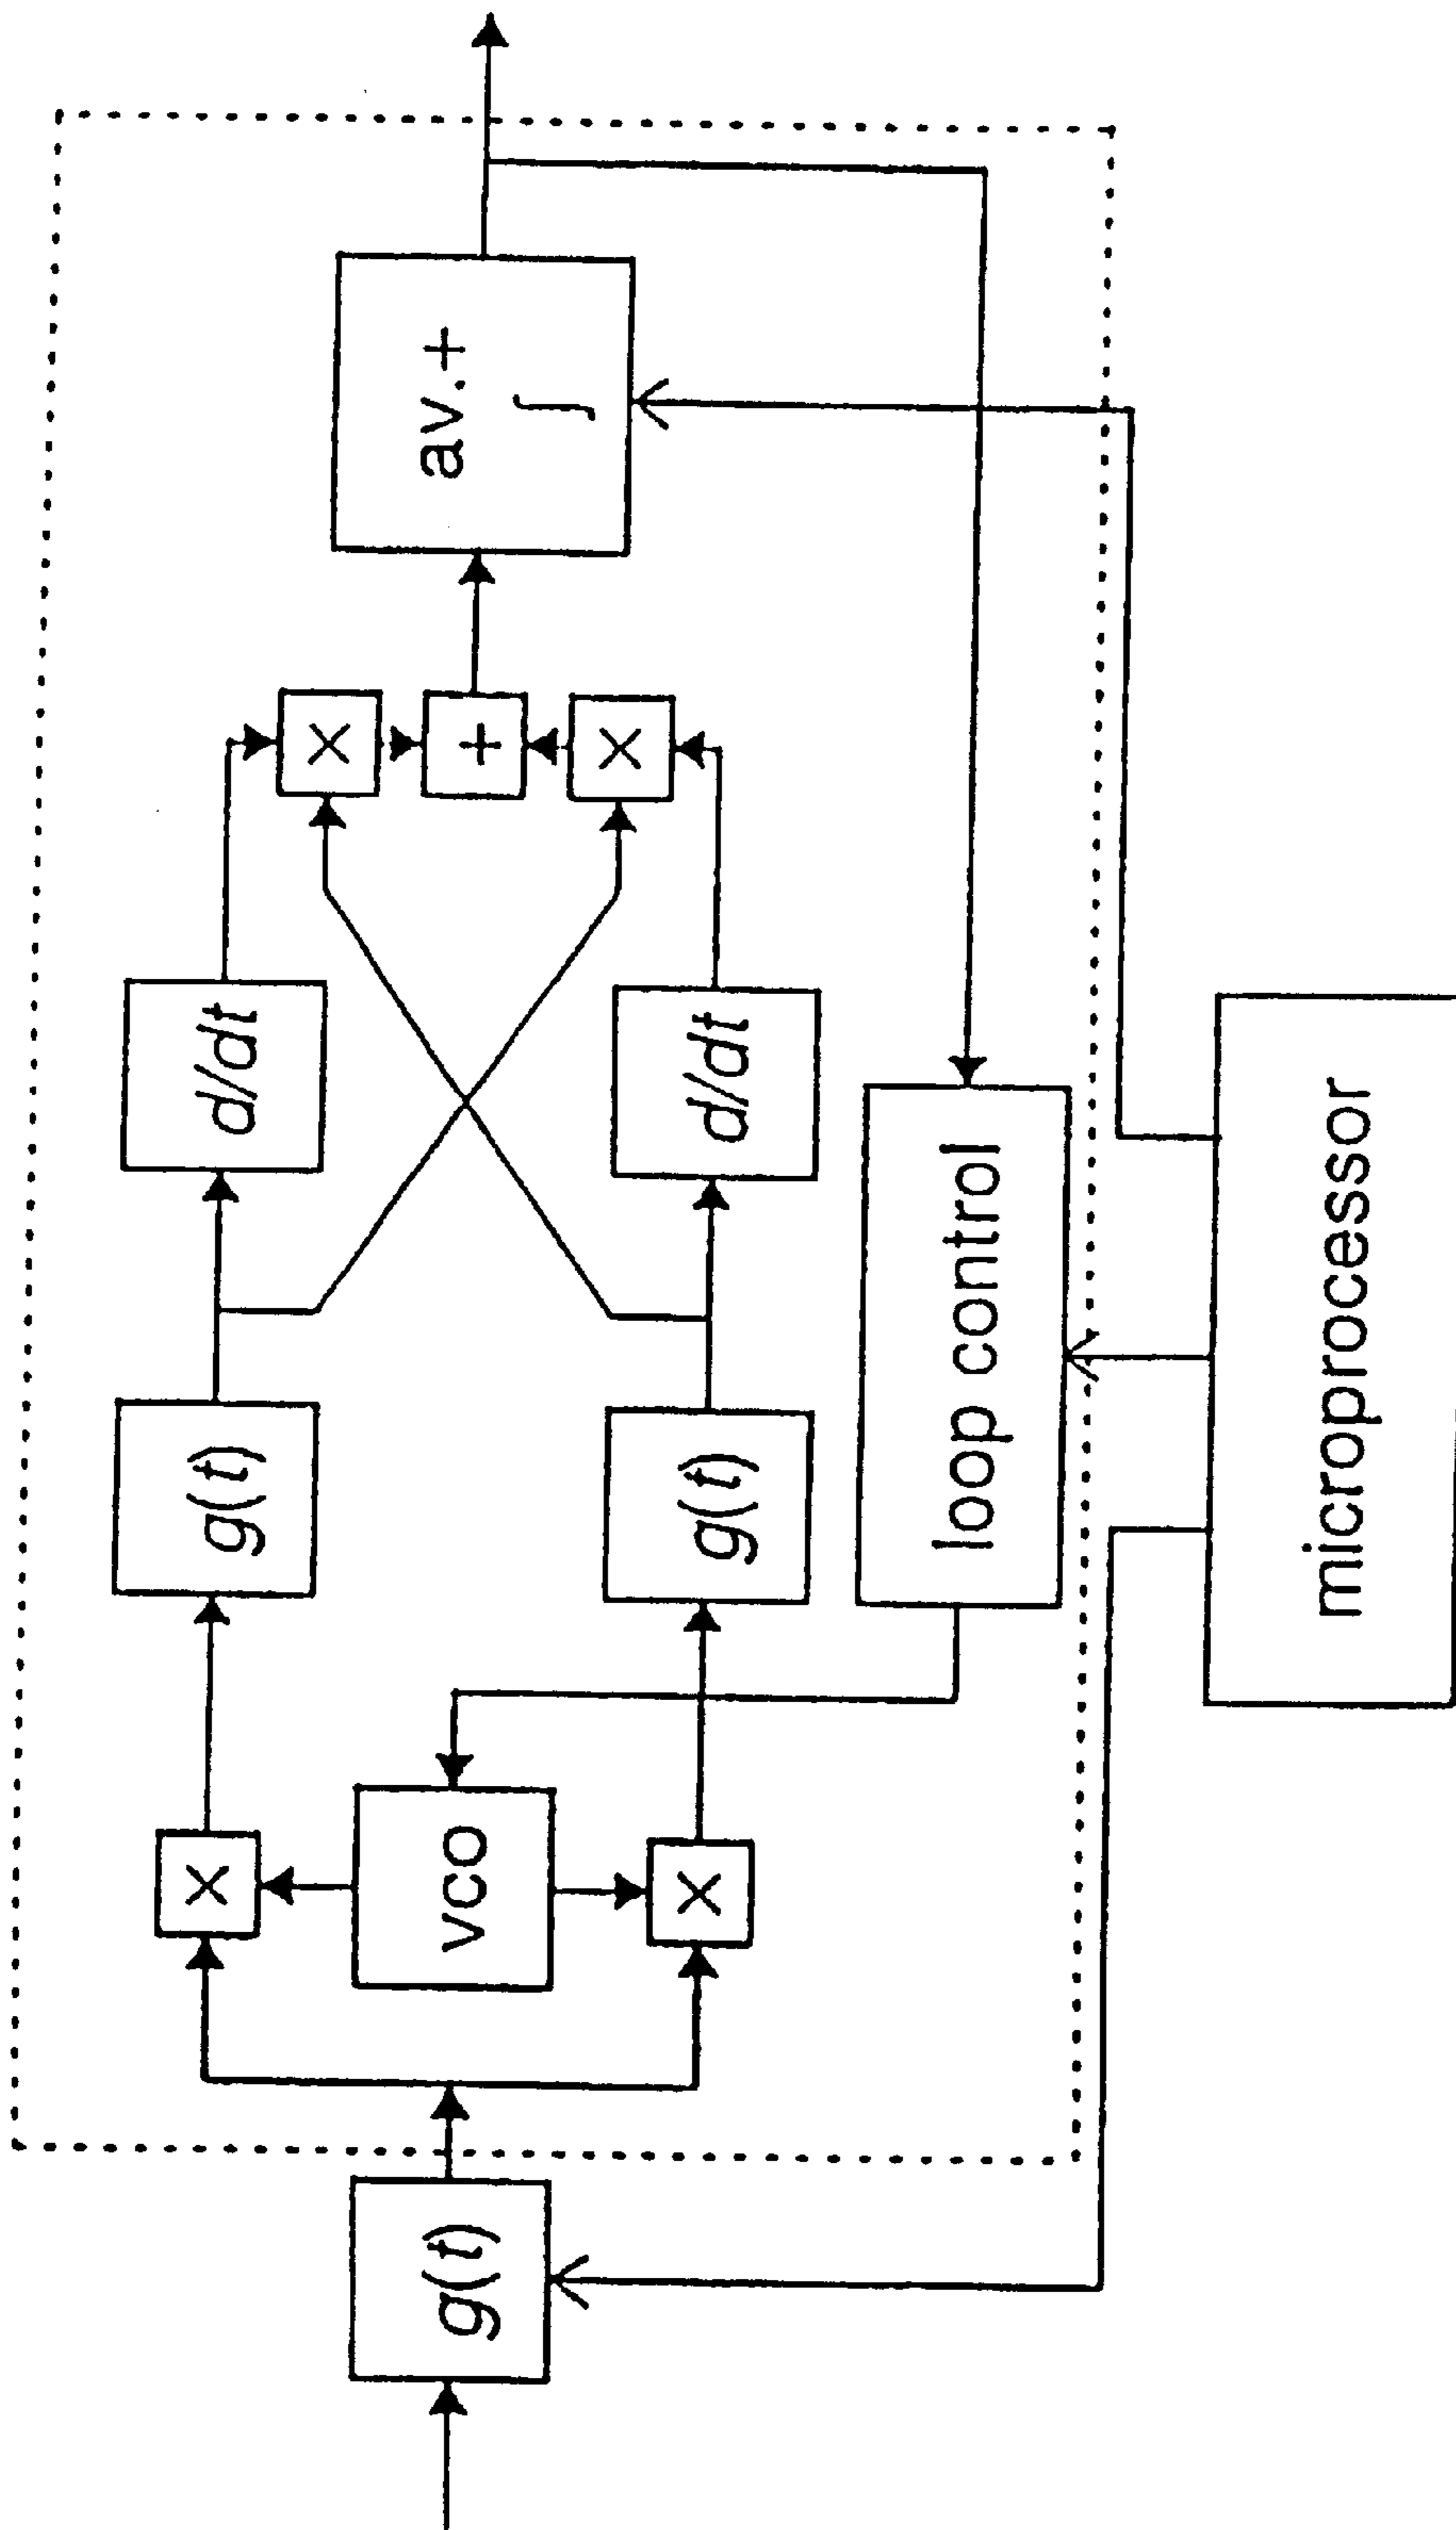 g(t)
×
vco
×
g(t)
g(t)
d/dt
d/dt
×
+
×
av.+
∫
loop control
microprocessor